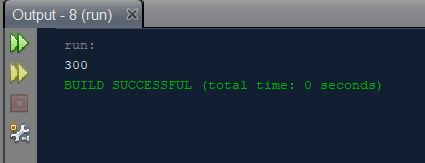 Output - 8 (run)
run:
300
BUILD SUCCESSFUL (total time: 0 seconds)